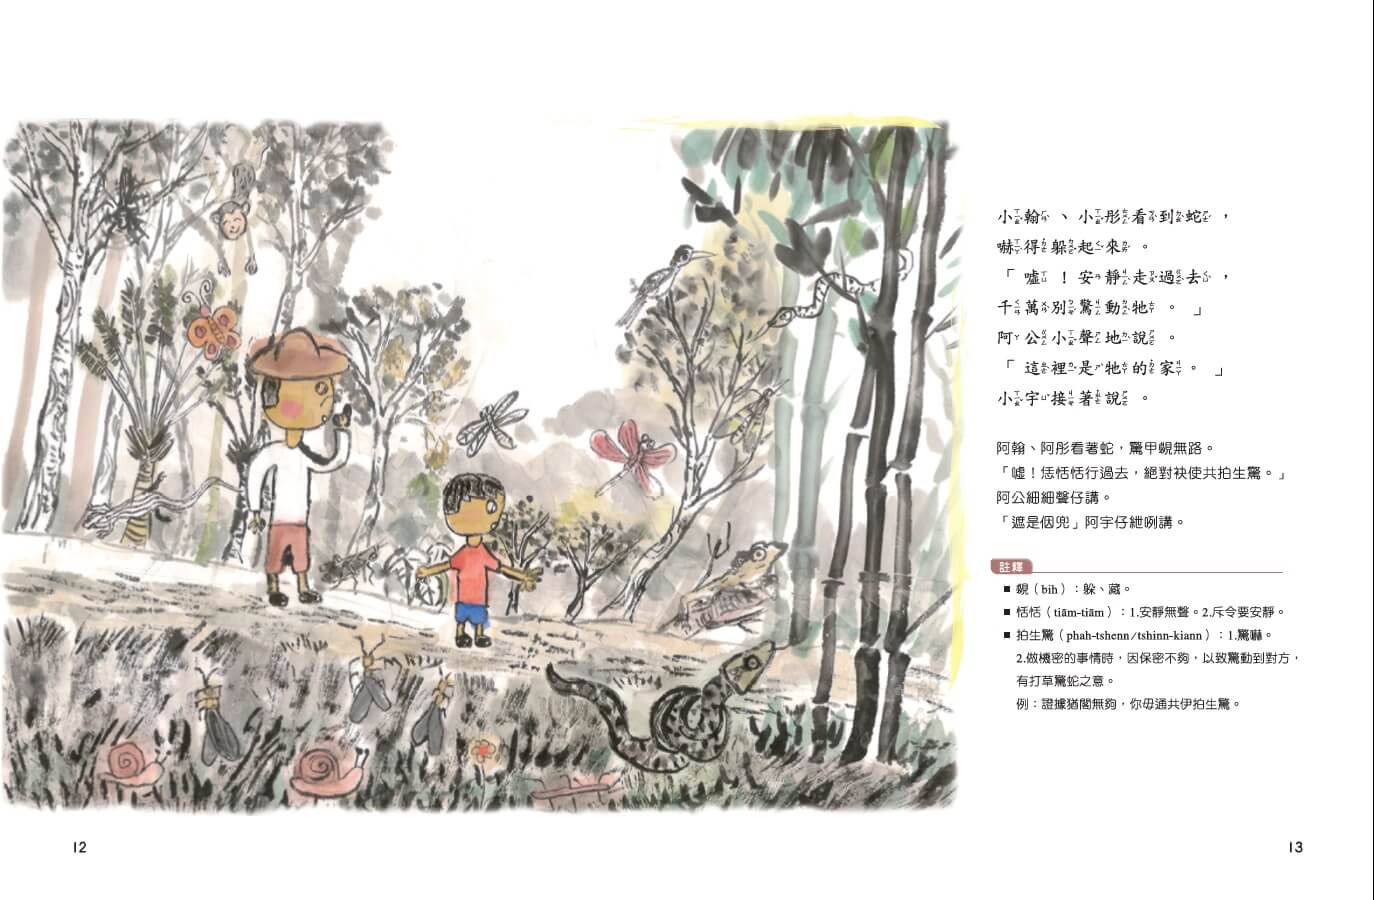 小翰、小彤看到蛇，
嚇得躲起來。
「噓！安靜走過去，
千萬別驚動牠。」
阿公小聲地說。
「這裡是牠的家。」
小宇接著說。
阿翰、阿彤看著蛇，驚甲覕無路。
「噓！恬恬行過去，絕對袂使共拍生驚。」
阿公細細聲仔講。
「遮是𪜶兜」阿宇仔紲咧講。
註釋
■ 覕（bih）：躲、藏。
■ 恬恬（tiām-tiām）：1.安靜無聲。2.斥令要安靜。
■ 拍生驚（phah-tshenn/tshinn-kiann）：1.驚嚇。
2.做機密的事情時，因保密不夠，以致驚動到對方，
有打草驚蛇之意。
例：證據猶閣無夠，你毋通共伊拍生驚。
12
13